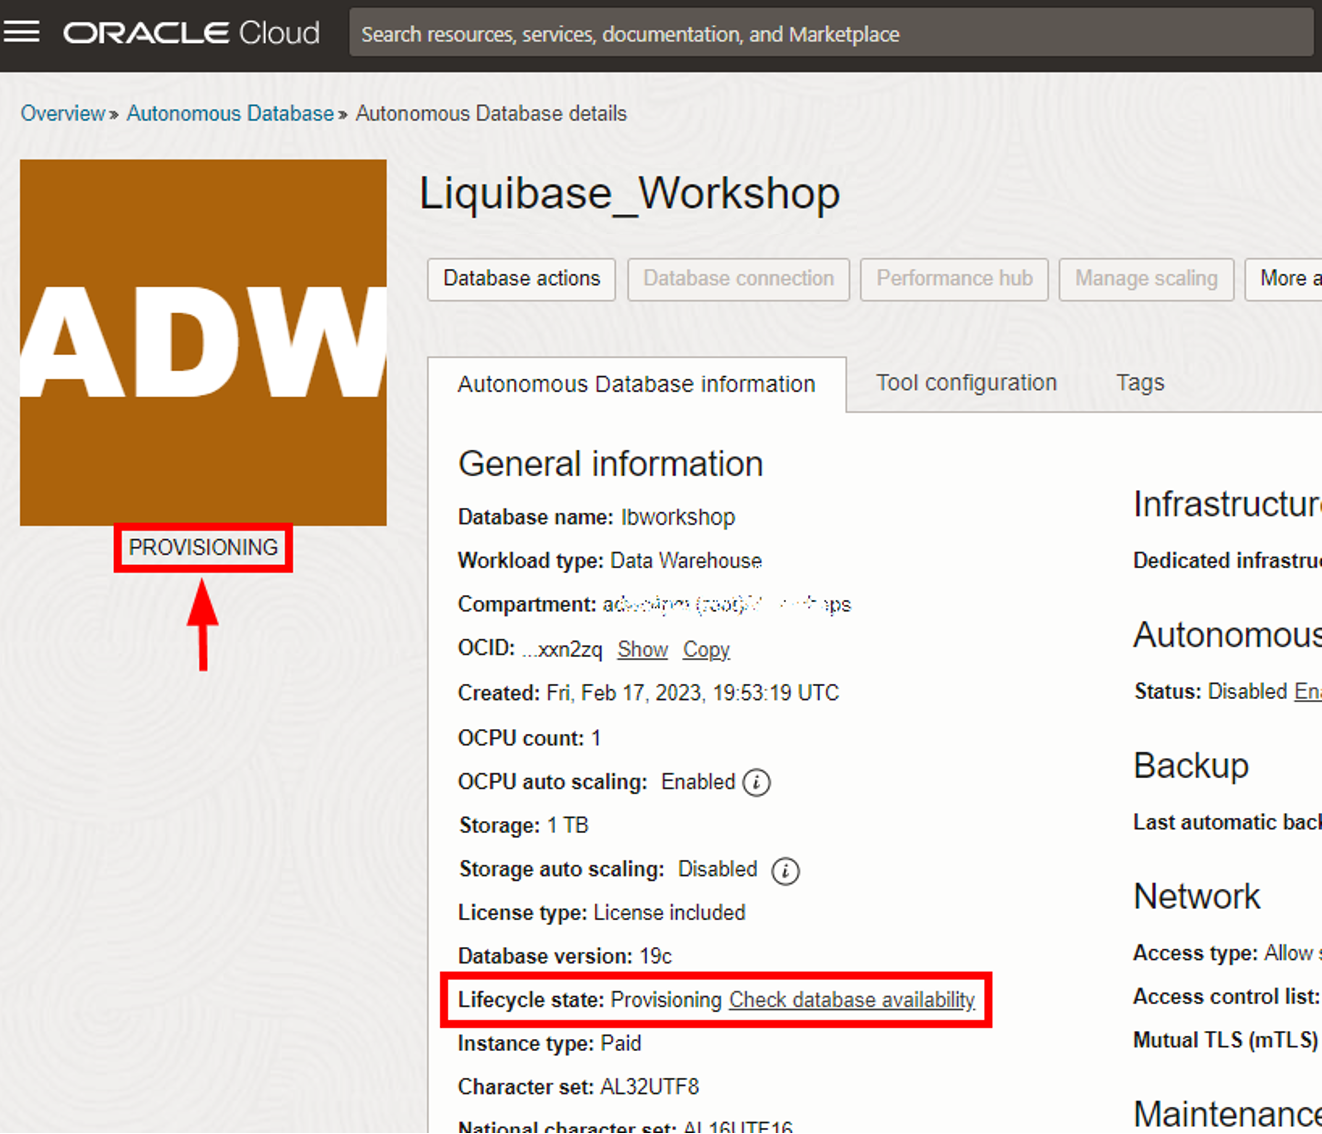 ORACLE Cloud
Search resources, services, documentation, and Marketplace
Overview » Autonomous Database » Autonomous Database details
ADW
PROVISIONING
Liquibase_Workshop
Database actions Database connection Performance hub Manage scaling More a
Autonomous Database information Tool configuration Tags
General information
Database name: lbworkshop
Workload type: Data Warehouse
Compartment:
OCID: ...xxn2zq Show Copy
Created: Fri, Feb 17, 2023, 19:53:19 UTC
OCPU count: 1
OCPU auto scaling: Enabled i
Storage: 1 TB
Storage auto scaling: Disabled i
License type: License included
Database version: 19c
Lifecycle state: Provisioning Check database availability
Instance type: Paid
Character set: AL32UTF8
National character set: AL16UTF16
Infrastructur
Dedicated infrastru
Autonomous
Status: Disabled Ena
Backup
Last automatic back
Network
Access type: Allow s
Access control list:
Mutual TLS (mTLS)
Maintenance